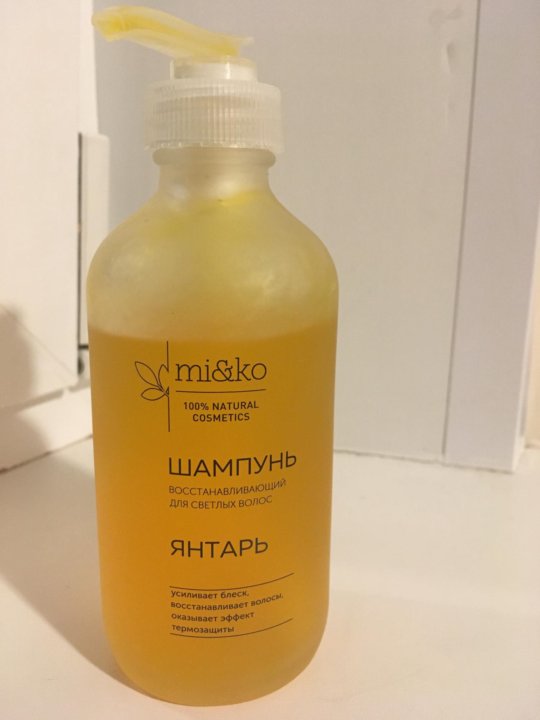 mi&ko
100% NATURAL
COSMETICS
ШАМПУНЬ
ВОССТАНАВЛИВАЮЩИЙ
ДЛЯ СВЕТЛЫХ ВОЛОС
ЯНТАРЬ
усиливает блеск,
восстанавливает волосы,
оказывает эффект
термозащиты